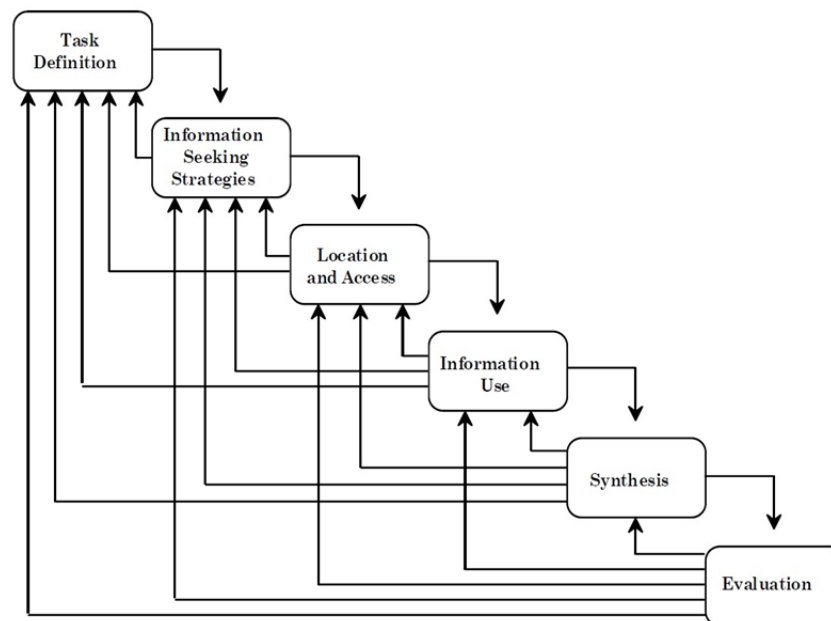 Task
Definition
Information
Seeking
Strategies
Location
and Access
Information
Use
Synthesis
Evaluation